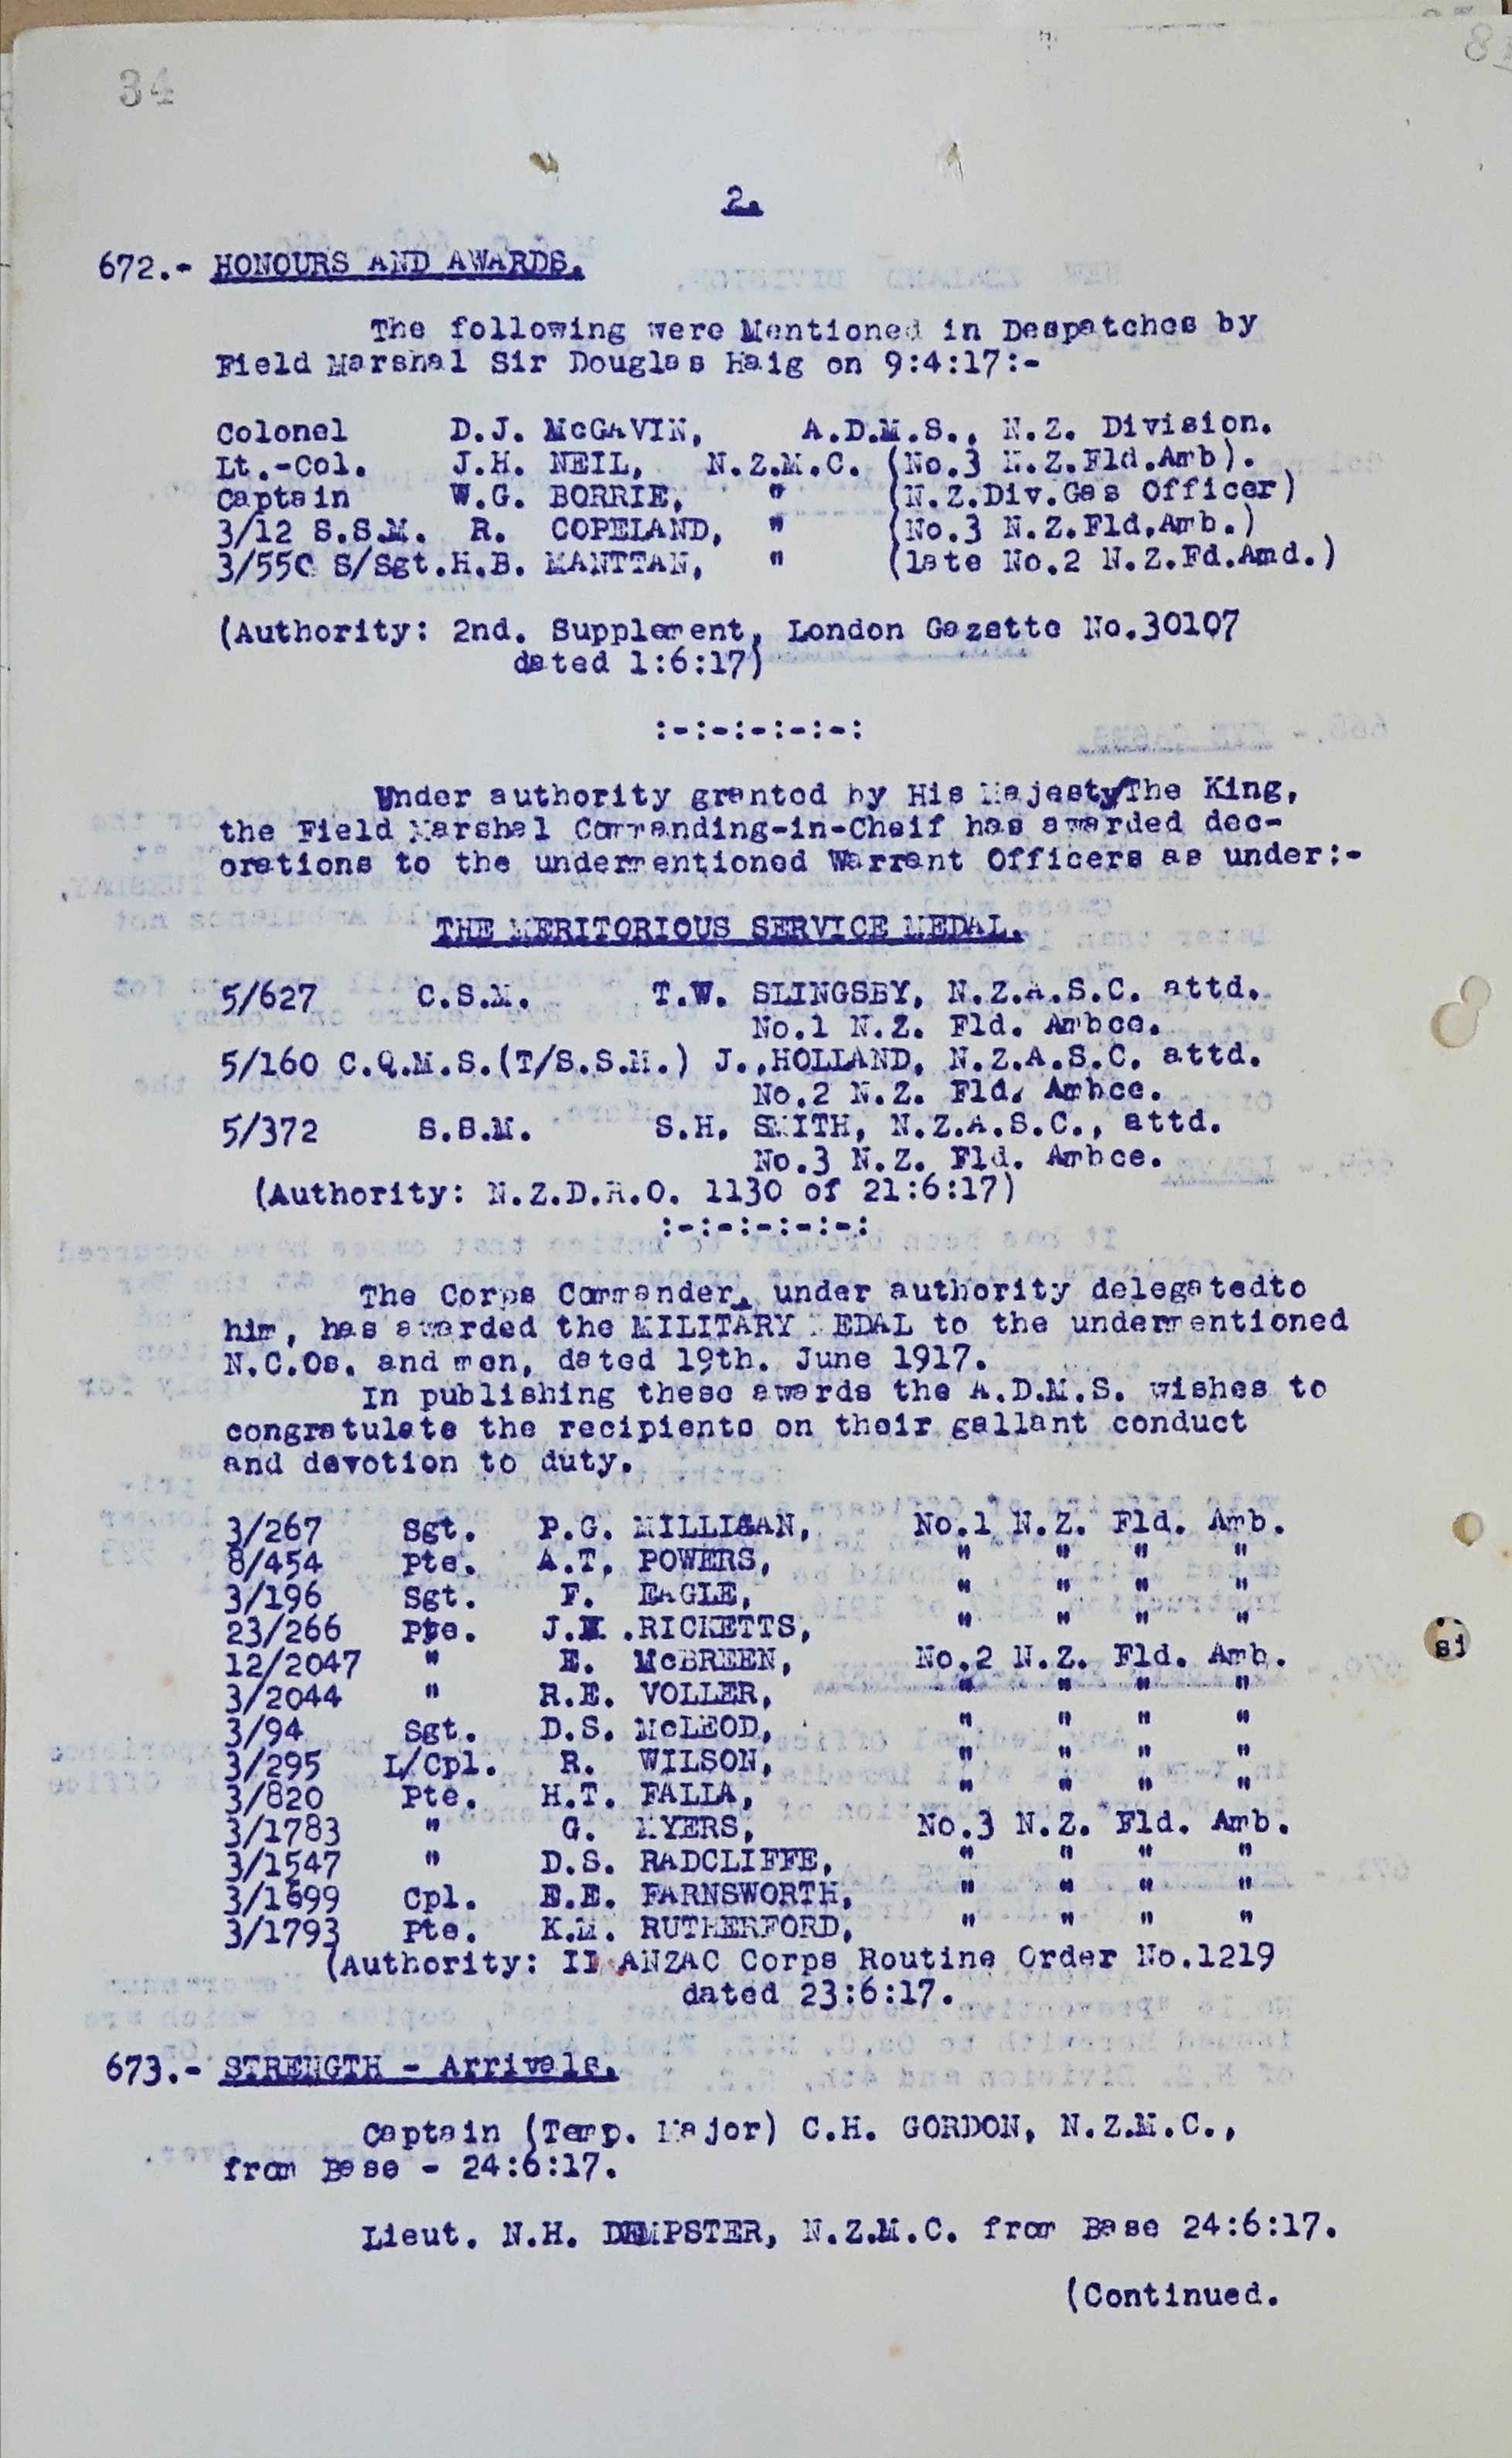 34
2.
672.- HONOURS AND AWARDS.
The following were Mentioned in Despatches by
Field Marshal Sir Douglas Haig on 9:4:17:-
Colonel D.J. McGAVIN, A.D.M.S., N.Z. Division.
Lt.-Col. J.H. NEIL, N.Z.M.C. (No.3 N.Z.Fld.Amb).
Captain W.G. BORRIE, " (N.Z.Div.Gas Officer)
3/12 S.S.M. R. COPELAND, " (No.3 N.Z.Fld.Amb.)
3/550 S/Sgt.H.B. MANTTAN, " (late No.2 N.Z.Fd.Amd.)
(Authority: 2nd. Supplement, London Gazette No.30107
dated 1:6:17)
:-:-:-:-:-:
Under authority granted by His Majesty/The King,
the Field Marshal Commanding-in-Cheif has awarded dec-
orations to the undermentioned Warrant Officers as under:-
THE MERITORIOUS SERVICE MEDAL.
5/627 C.S.M. T.W. SLINGSBY, N.Z.A.S.C. attd.
No.1 N.Z. Fld. Ambce.
5/160 C.Q.M.S.(T/S.S.M.) J.,HOLLAND, N.Z.A.S.C. attd.
No.2 N.Z. Fld. Ambce.
5/372 S.S.M. S.H. SMITH, N.Z.A.S.C., attd.
No.3 N.Z. Fld. Ambce.
(Authority: N.Z.D.R.O. 1130 of 21:6:17)
:-:-:-:-:-:
The Corps Commander, under authority delegatedto
him, has awarded the MILITARY MEDAL to the undermentioned
N.C.Os. and men, dated 19th. June 1917.
In publishing these awards the A.D.M.S. wishes to
congratulate the recipients on their gallant conduct
and devotion to duty.
3/267 Sgt. P.G. MILLIGAN, No.1 N.Z. Fld. Amb.
8/454 Pte. A.T. POWERS, " " " "
3/196 Sgt. F. EAGLE, " " " "
23/266 Pte. J.M .RICKETTS, " " " "
12/2047 " E. McBREEN, No.2 N.Z. Fld. Amb.
3/2044 " R.E. VOLLER, " " " "
3/94 Sgt. D.S. McLEOD, " " " "
3/295 L/Cpl. R. WILSON, " " " "
3/820 Pte. H.T. FALLA, " " " "
3/1783 " G. MYERS, No.3 N.Z. Fld. Amb.
3/1547 " D.S. RADCLIFFE, " " " "
3/1699 Cpl. E.E. FARNSWORTH, " " " "
3/1793 Pte. K.M. RUTHERFORD, " " " "
(Authority: II ANZAC Corps Routine Order No.1219
dated 23:6:17.
673.- STRENGTH - Arrivals.
Captain (Temp. Major) C.H. GORDON, N.Z.M.C.,
from Base - 24:6:17.
Lieut. N.H. DEMPSTER, N.Z.M.C. from Base 24:6:17.
(Continued.
si